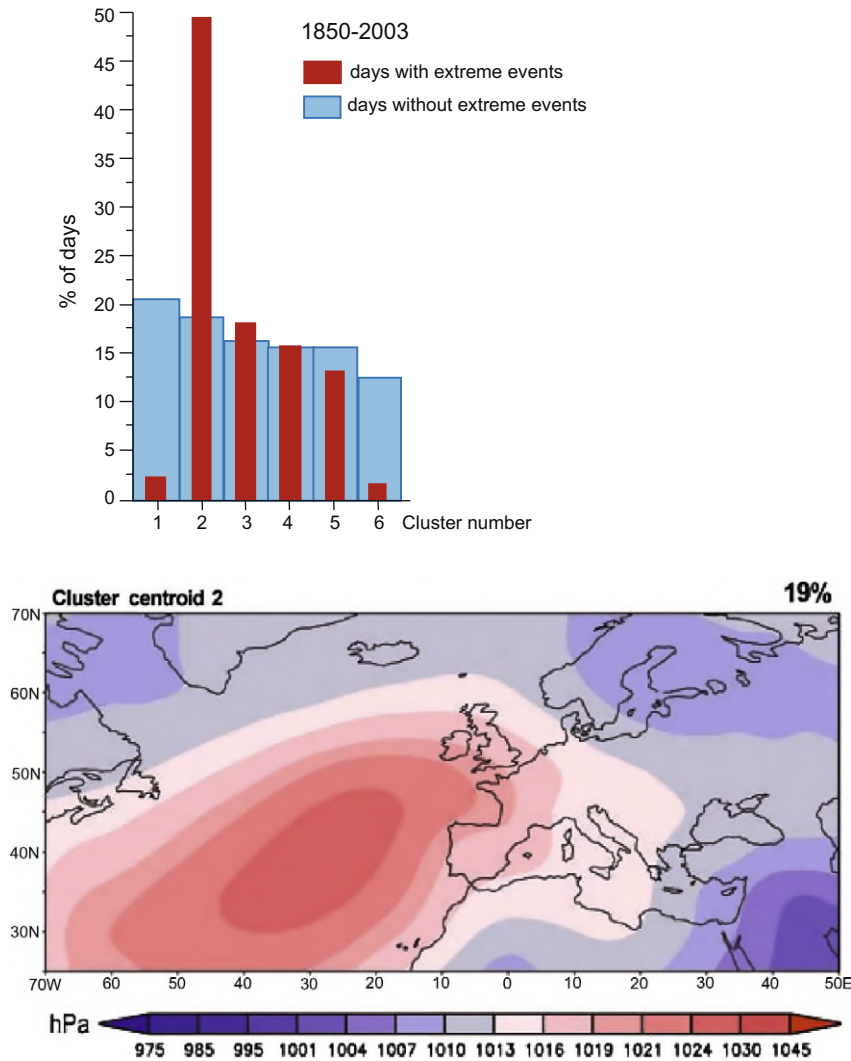 50
1850-2003
45
days with extreme events
40
days without extreme events
35
30
25
20
15
10
5
0
% of days
1 2 3 4 5 6 Cluster number
Cluster centroid 2 19%
70N
60N
50N
40N
30N
70W 60 50 40 30 20 10 0 10 20 30 40 50E
hPa
975 985 995 1001 1004 1007 1010 1013 1016 1019 1021 1024 1030 1045